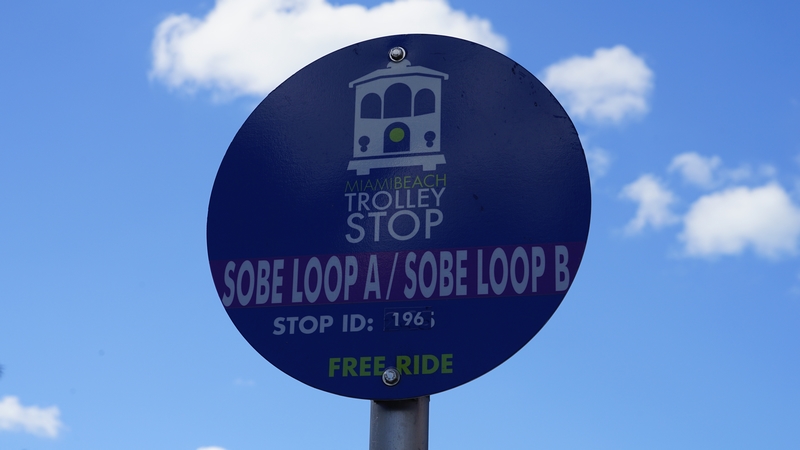 MIAMIBEACH
TROLLEY
STOP
SOBE LOOP A / SOBE LOOP B
STOP ID: 196
FREE RIDE